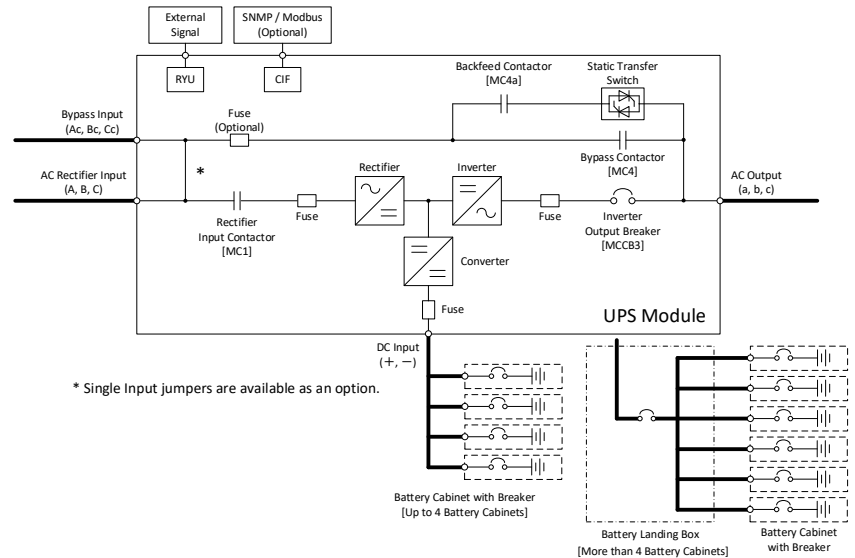 External
Signal
SNMP / Modbus
(Optional)
RYU
CIF
Backfeed Contactor
[MC4a]
Static Transfer
Switch
Bypass Input
(Ac, Bc, Cc)
Fuse
(Optional)
Bypass Contactor
[MC4]
AC Rectifier Input
(A, B, C)
*
Rectifier
Inverter
AC Output
(a, b, c)
Rectifier
Input Contactor
[MC1]
Fuse
Fuse
Inverter
Output Breaker
[MCCB3]
Converter
Fuse
UPS Module
DC Input
(+, −)
* Single Input jumpers are available as an option.
Battery Cabinet with Breaker
[Up to 4 Battery Cabinets]
Battery Landing Box
[More than 4 Battery Cabinets]
Battery Cabinet
with Breaker